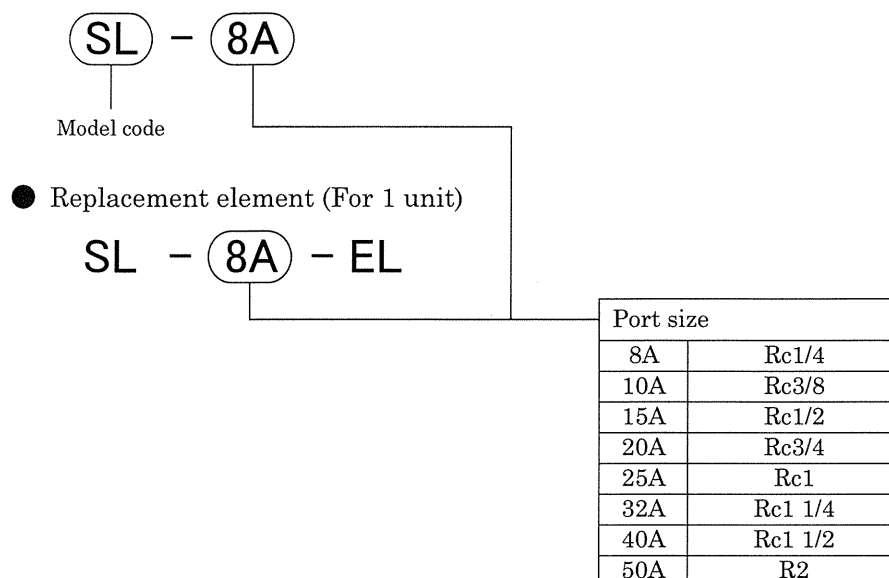 SL - 8A
Model code
● Replacement element (For 1 unit)
SL - 8A - EL
Port size
8A Rc1/4
10A Rc3/8
15A Rc1/2
20A Rc3/4
25A Rc1
32A Rc1 1/4
40A Rc1 1/2
50A R2